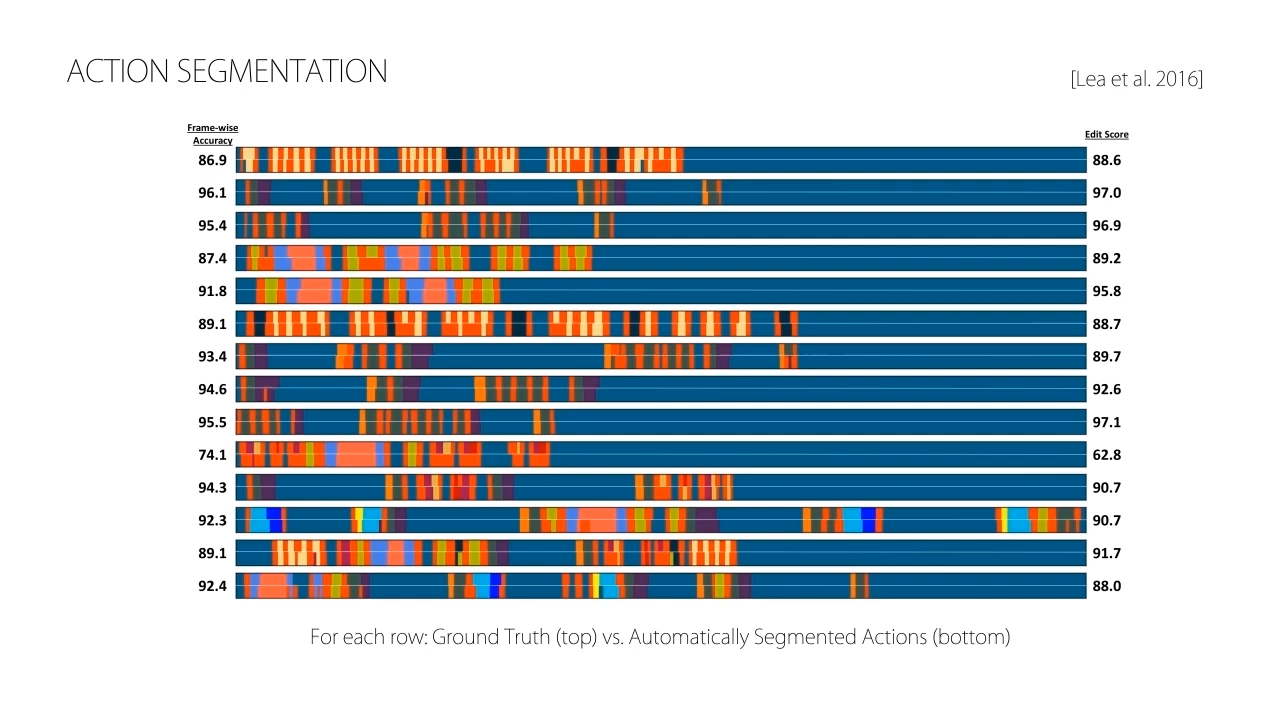 ACTION SEGMENTATION
[Lea et al. 2016]
Frame-wise
Accuracy
Edit Score
86.9 88.6
96.1 97.0
95.4 96.9
87.4 89.2
91.8 95.8
89.1 88.7
93.4 89.7
94.6 92.6
95.5 97.1
74.1 62.8
94.3 90.7
92.3 90.7
89.1 91.7
92.4 88.0
For each row: Ground Truth (top) vs. Automatically Segmented Actions (bottom)